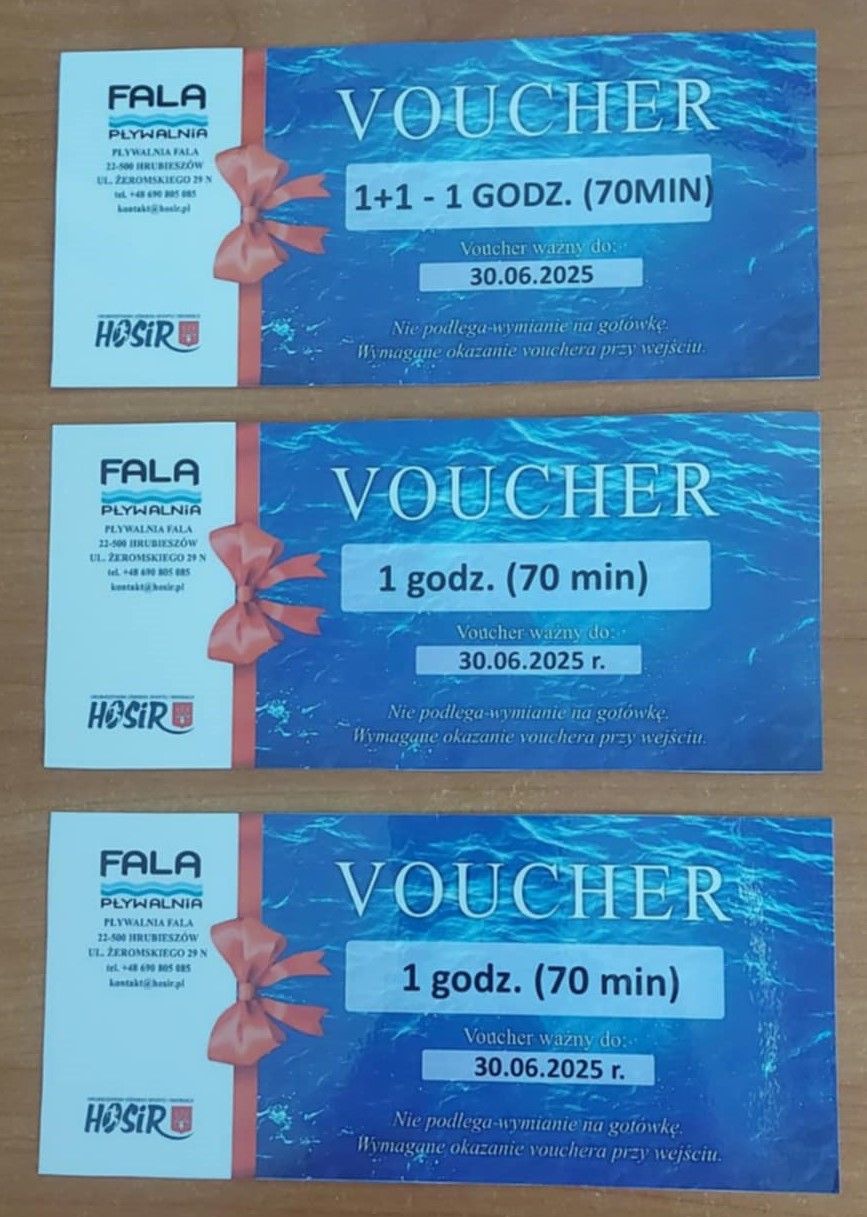 FALA
PŁYWALNIA
PŁYWALNIA FALA
22-500 HRUBIESZÓW
UL. ŻEROMSKIEGO 29 N
tel. +48 690 805 085
kontakt@hosir.pl
HOSiR
VOUCHER
1+1 - 1 GODZ. (70MIN)
Voucher ważny do:
30.06.2025
Nie podlega wymianie na gotówkę.
Wymagane okazanie vouchera przy wejściu.
FALA
PŁYWALNIA
PŁYWALNIA FALA
22-500 HRUBIESZÓW
UL. ŻEROMSKIEGO 29 N
tel. +48 690 805 085
kontakt@hosir.pl
HOSiR
VOUCHER
1 godz. (70 min)
Voucher ważny do:
30.06.2025 r.
Nie podlega wymianie na gotówkę.
Wymagane okazanie vouchera przy wejściu.
FALA
PŁYWALNIA
PŁYWALNIA FALA
22-500 HRUBIESZÓW
UL. ŻEROMSKIEGO 29 N
tel. +48 690 805 085
kontakt@hosir.pl
HOSiR
VOUCHER
1 godz. (70 min)
Voucher ważny do:
30.06.2025 r.
Nie podlega wymianie na gotówkę.
Wymagane okazanie vouchera przy wejściu.